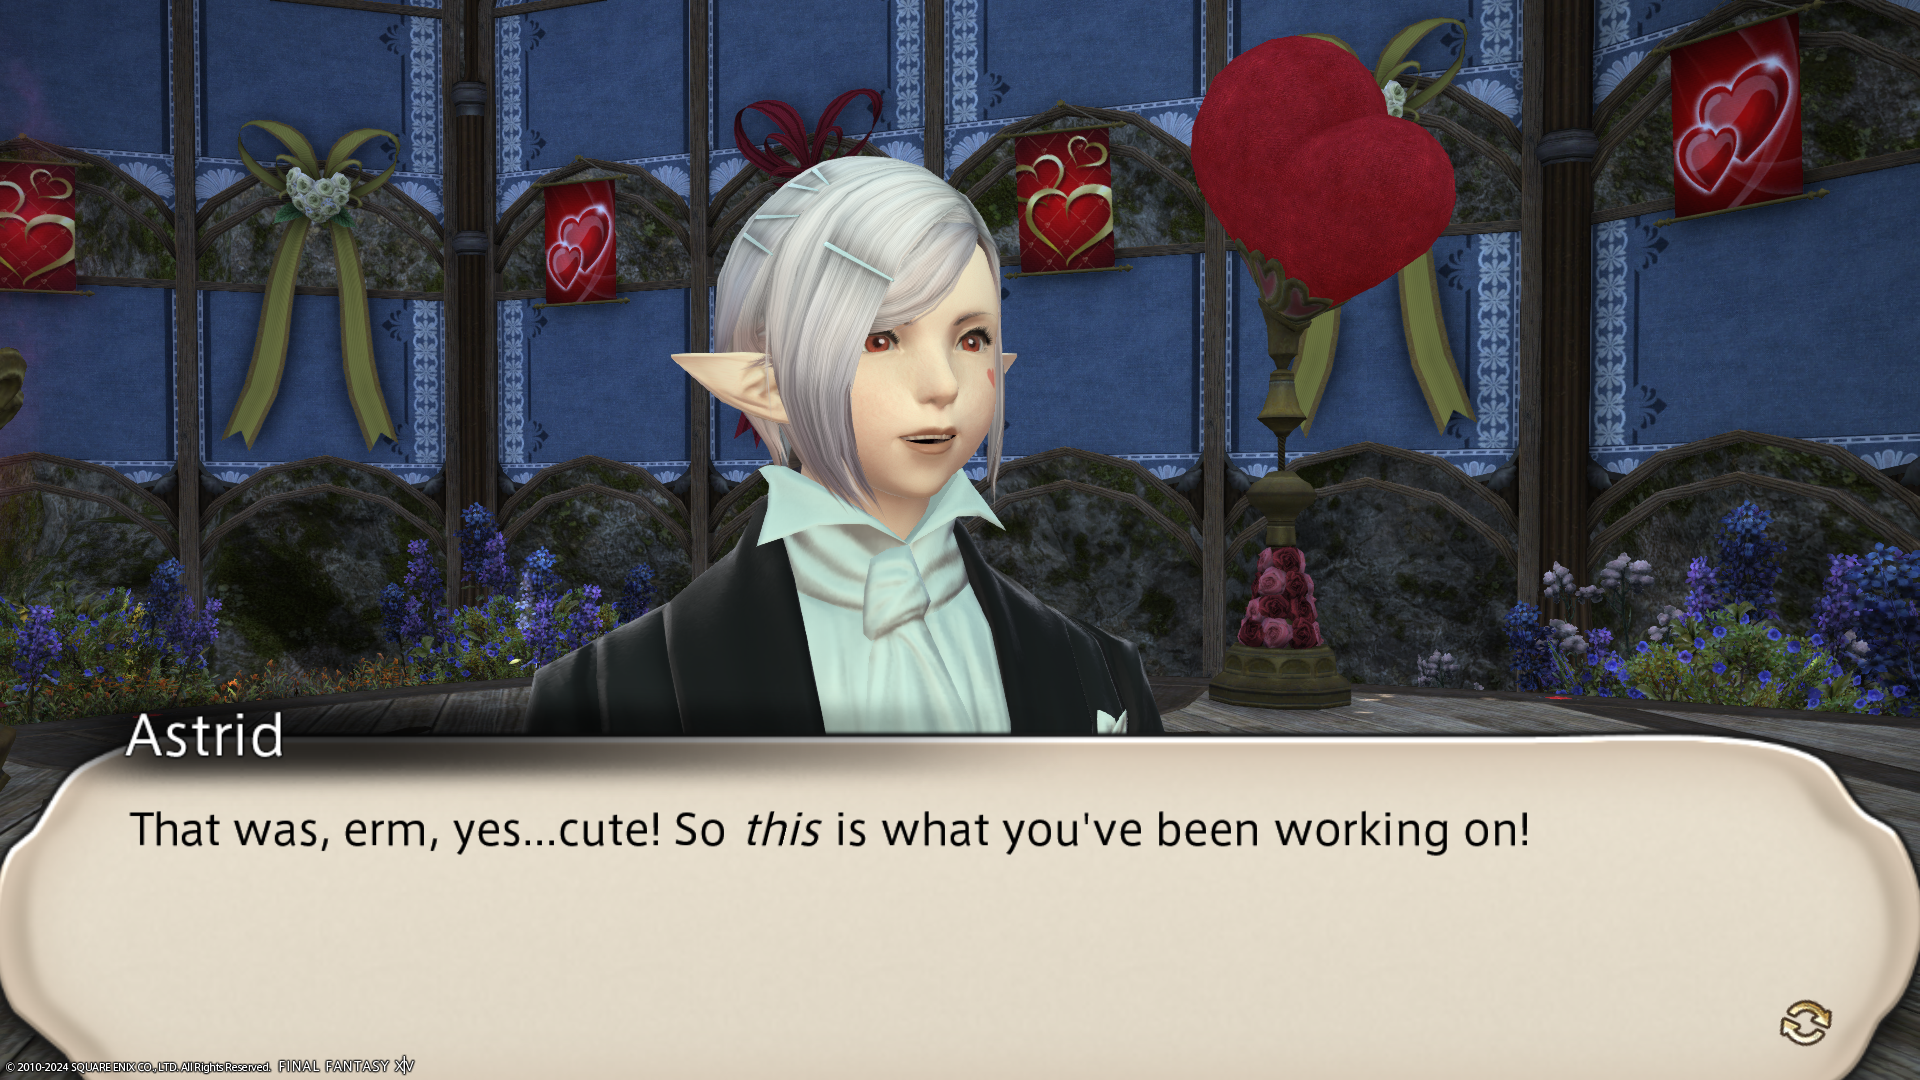 Astrid
That was, erm, yes...cute! So this is what you've been working on!
© 2010-2024 SQUARE ENIX CO., LTD. All Rights Reserved. FINAL FANTASY XIV